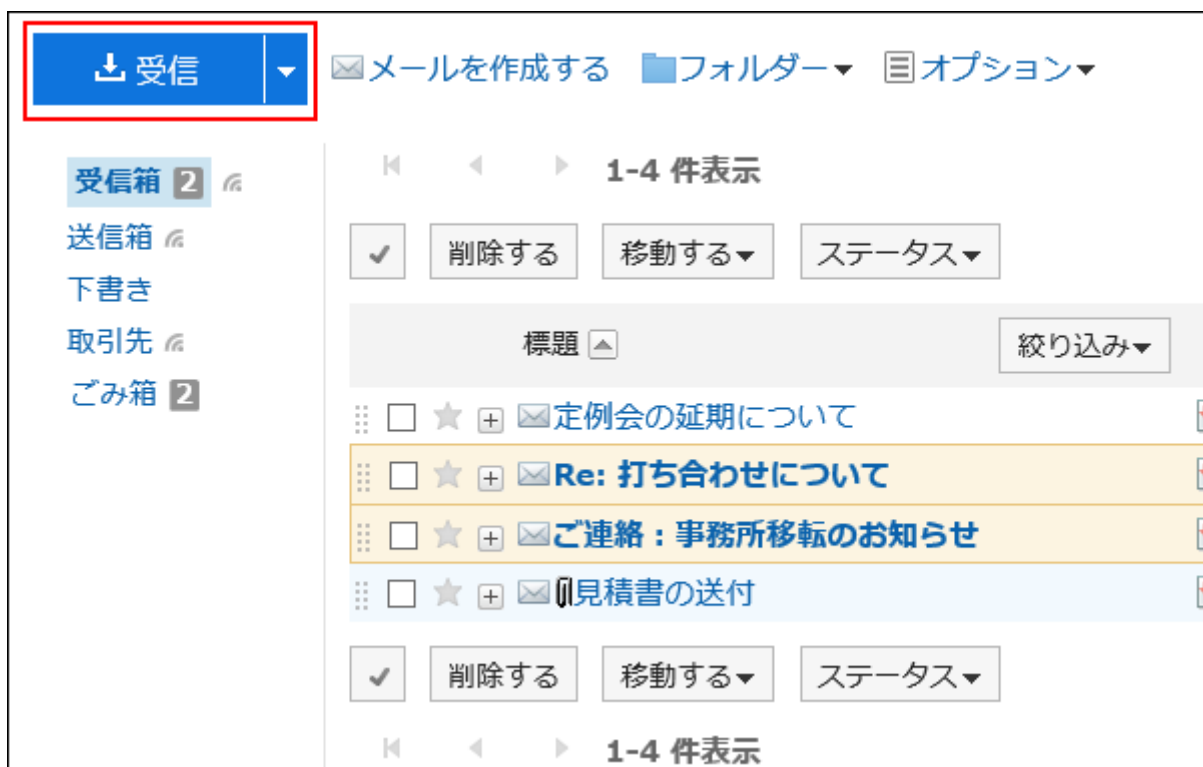 受信 メールを作成する フォルダー オプション
受信箱 2
送信箱
下書き
取引先
ごみ箱 2
1-4 件表示
削除する 移動する ステータス
標題 絞り込み
定例会の延期について
Re: 打ち合わせについて
ご連絡：事務所移転のお知らせ
見積書の送付
削除する 移動する ステータス
1-4 件表示